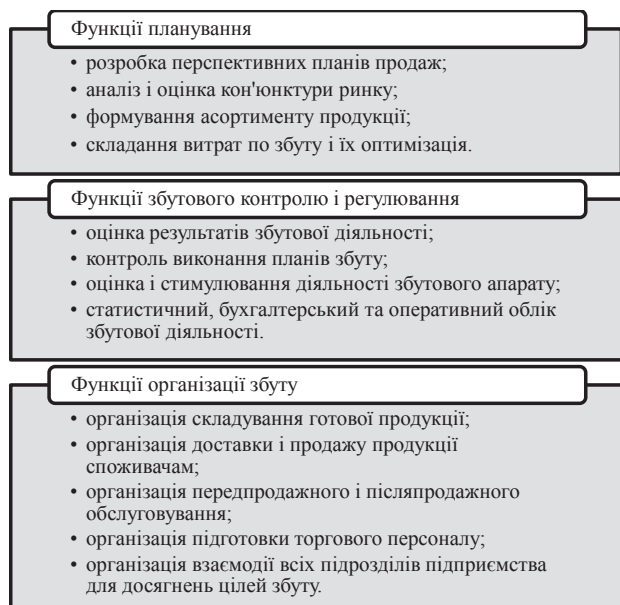 Функції планування
• розробка перспективних планів продаж;
• аналіз і оцінка кон'юнктури ринку;
• формування асортименту продукції;
• складання витрат по збуту і їх оптимізація.
Функції збутового контролю і регулювання
• оцінка результатів збутової діяльності;
• контроль виконання планів збуту;
• оцінка і стимулювання діяльності збутового апарату;
• статистичний, бухгалтерський та оперативний облік
збутової діяльності.
Функції організації збуту
• організація складування готової продукції;
• організація доставки і продажу продукції
споживачам;
• організація передпродажного і післяпродажного
обслуговування;
• організація підготовки торгового персоналу;
• організація взаємодії всіх підрозділів підприємства
для досягнень цілей збуту.